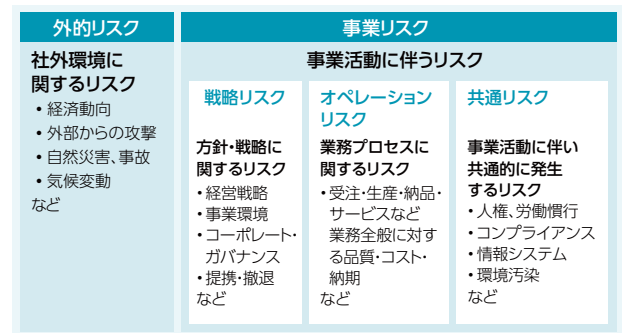 外的リスク
社外環境に
関するリスク
・経済動向
・外部からの攻撃
・自然災害、事故
・気候変動
など
事業リスク
事業活動に伴うリスク
戦略リスク
方針・戦略に
関するリスク
・経営戦略
・事業環境
・コーポレート・
ガバナンス
・提携・撤退
など
オペレーション
リスク
業務プロセスに
関するリスク
・受注・生産・納品・
サービスなど
業務全般に対す
る品質・コスト・
納期
など
共通リスク
事業活動に伴い
共通的に発生
するリスク
・人権、労働慣行
・コンプライアンス
・情報システム
・環境汚染
など